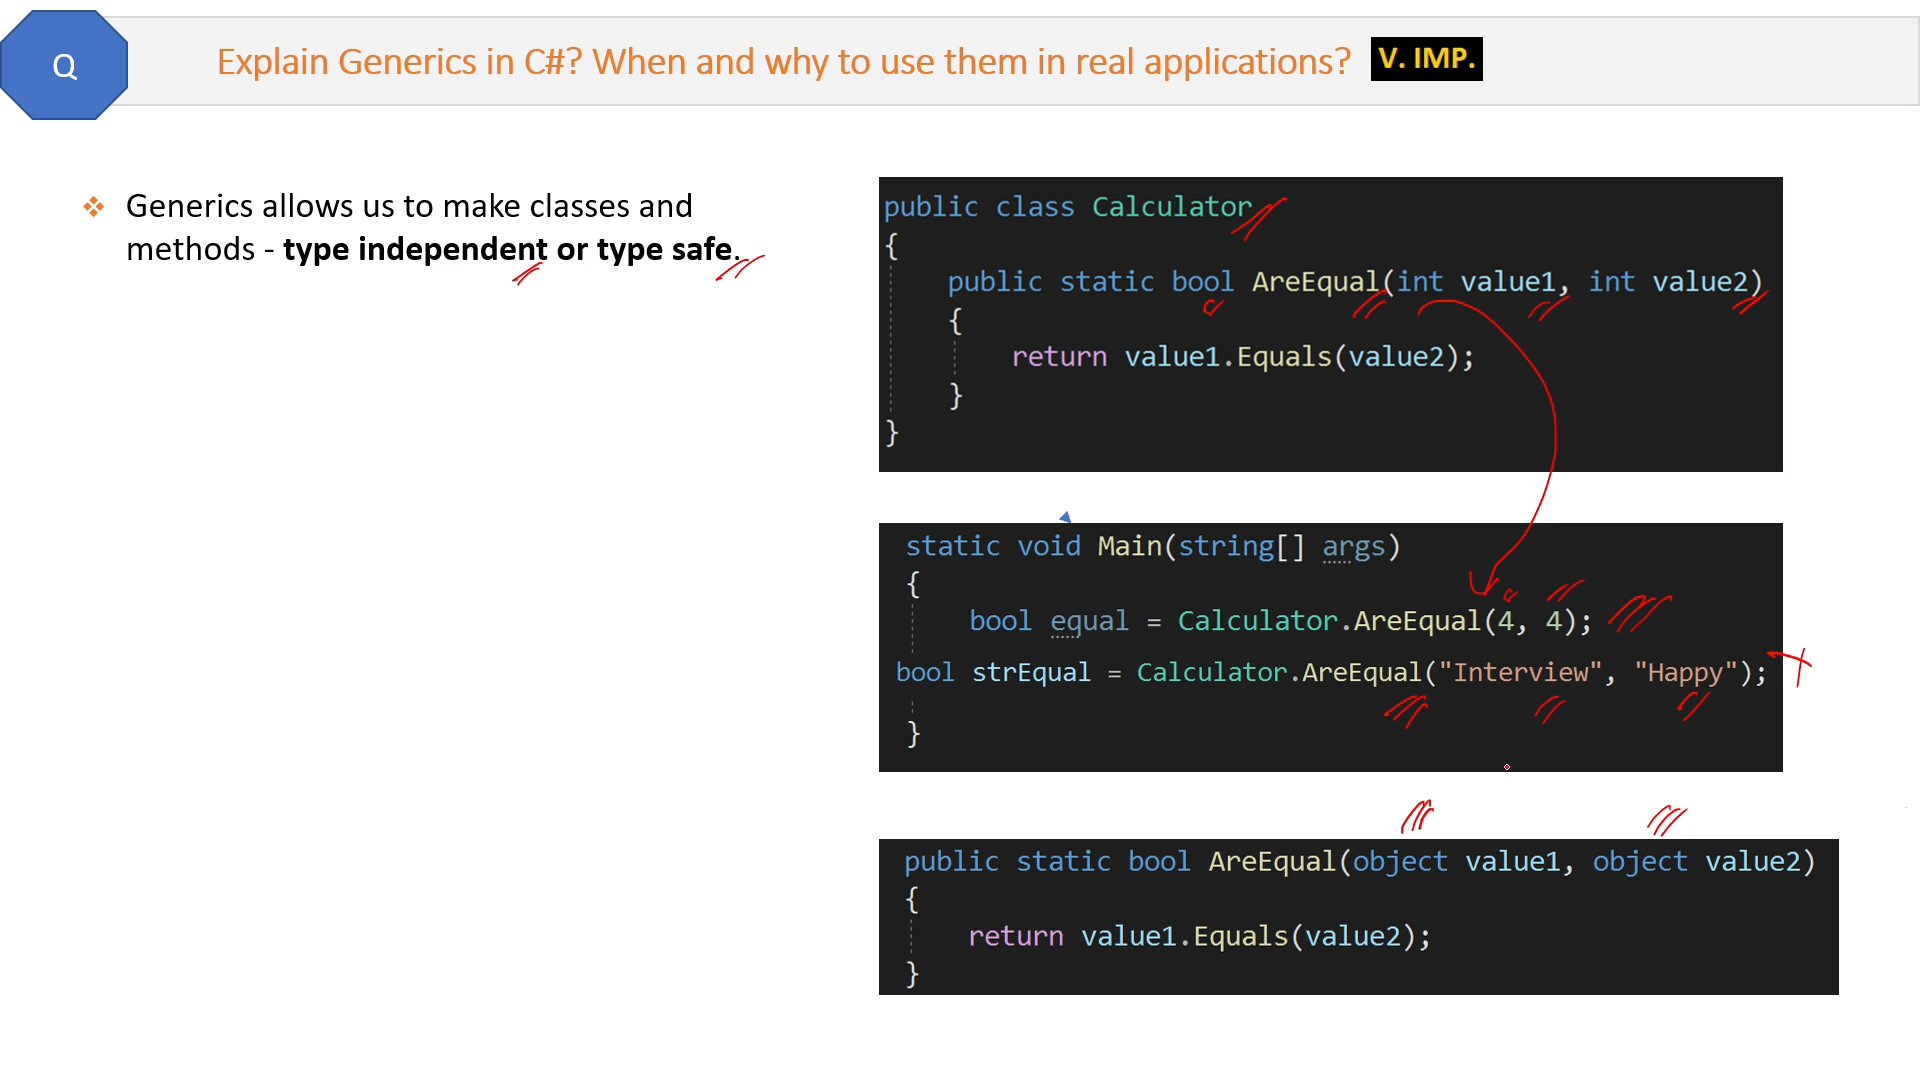 Q
Explain Generics in C#? When and why to use them in real applications? V. IMP.
Generics allows us to make classes and
methods - type independent or type safe.
public class Calculator
{
public static bool AreEqual(int value1, int value2)
{
return value1.Equals(value2);
}
}
static void Main(string[] args)
{
bool equal = Calculator.AreEqual(4, 4);
bool strEqual = Calculator.AreEqual("Interview", "Happy");
}
public static bool AreEqual(object value1, object value2)
{
return value1.Equals(value2);
}